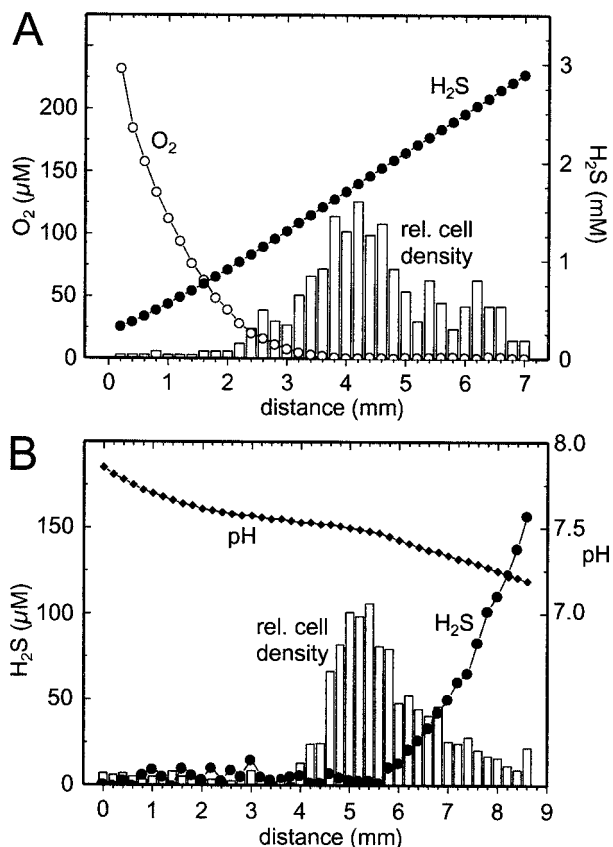 A
O₂ (µM)
200
150
100
50
0
O₂
H₂S
rel. cell
density
3
2
1
0
H₂S (mM)
0 1 2 3 4 5 6 7
distance (mm)
B
H₂S (µM)
150
100
50
0
pH
rel. cell
density
H₂S
8.0
7.5
7.0
pH
0 1 2 3 4 5 6 7 8 9
distance (mm)